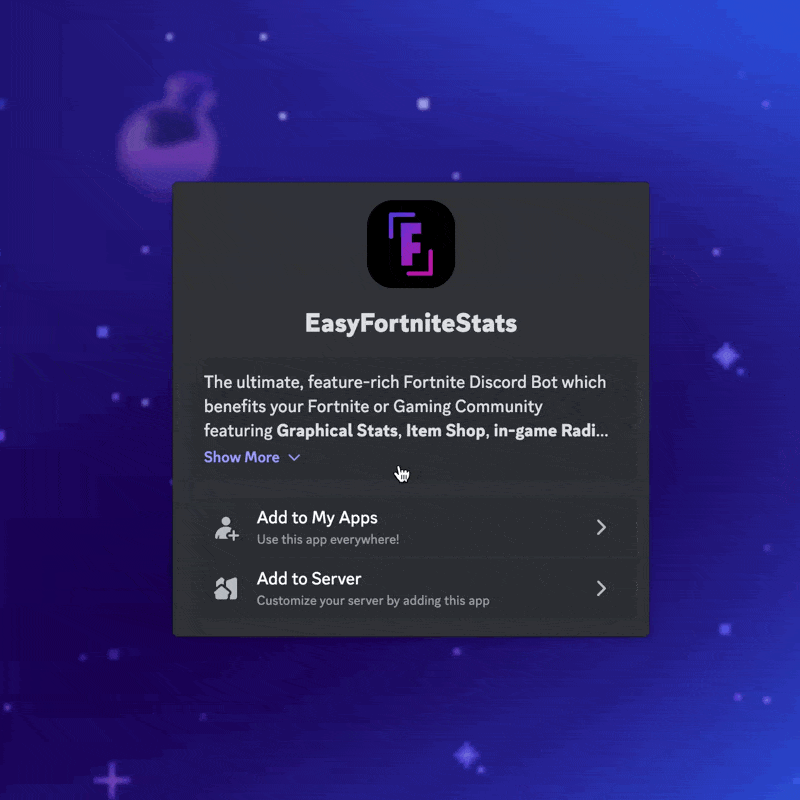 F
EasyFortniteStats
The ultimate, feature-rich Fortnite Discord Bot which
benefits your Fortnite or Gaming Community
featuring Graphical Stats, Item Shop, in-game Radi...
Show More
Add to My Apps
Use this app everywhere!
Add to Server
Customize your server by adding this app